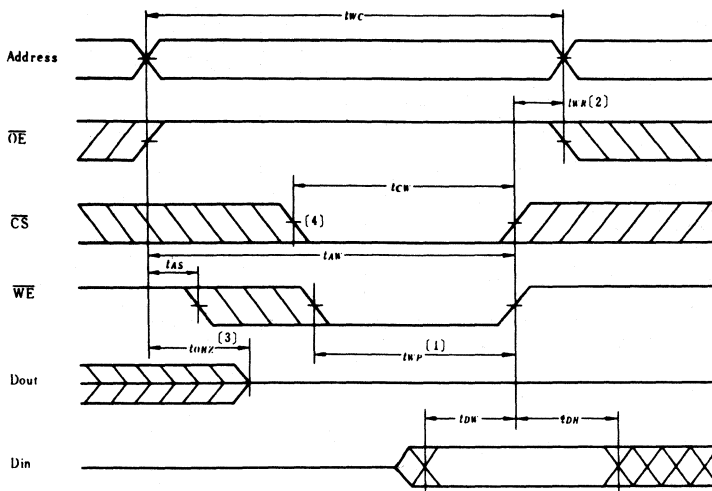 tWC
Address
tWR(2)
OE
tCW
CS
(4)
tAW
tAS
WE
(3)
tOHZ
(1)
tWP
Dout
tDW
tDH
Din